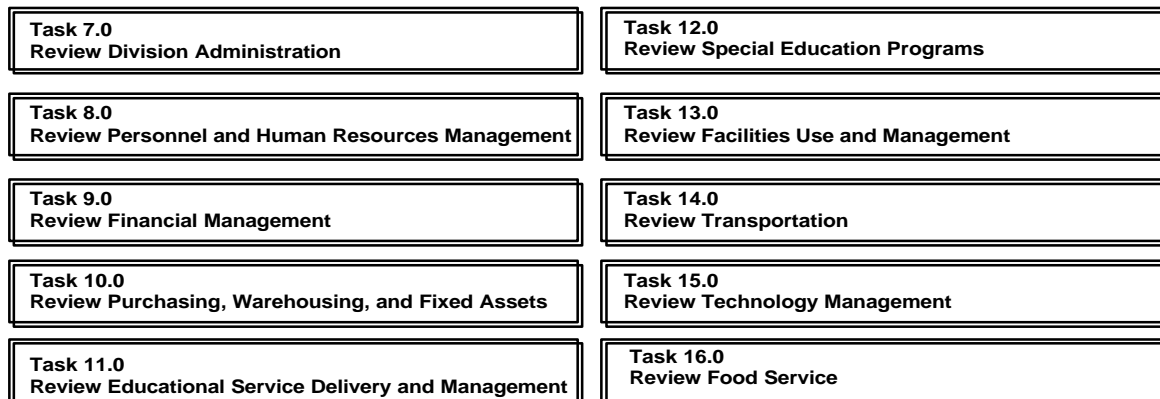 Task 7.0
Review Division Administration
Task 8.0
Review Personnel and Human Resources Management
Task 9.0
Review Financial Management
Task 10.0
Review Purchasing, Warehousing, and Fixed Assets
Task 11.0
Review Educational Service Delivery and Management
Task 12.0
Review Special Education Programs
Task 13.0
Review Facilities Use and Management
Task 14.0
Review Transportation
Task 15.0
Review Technology Management
Task 16.0
Review Food Service